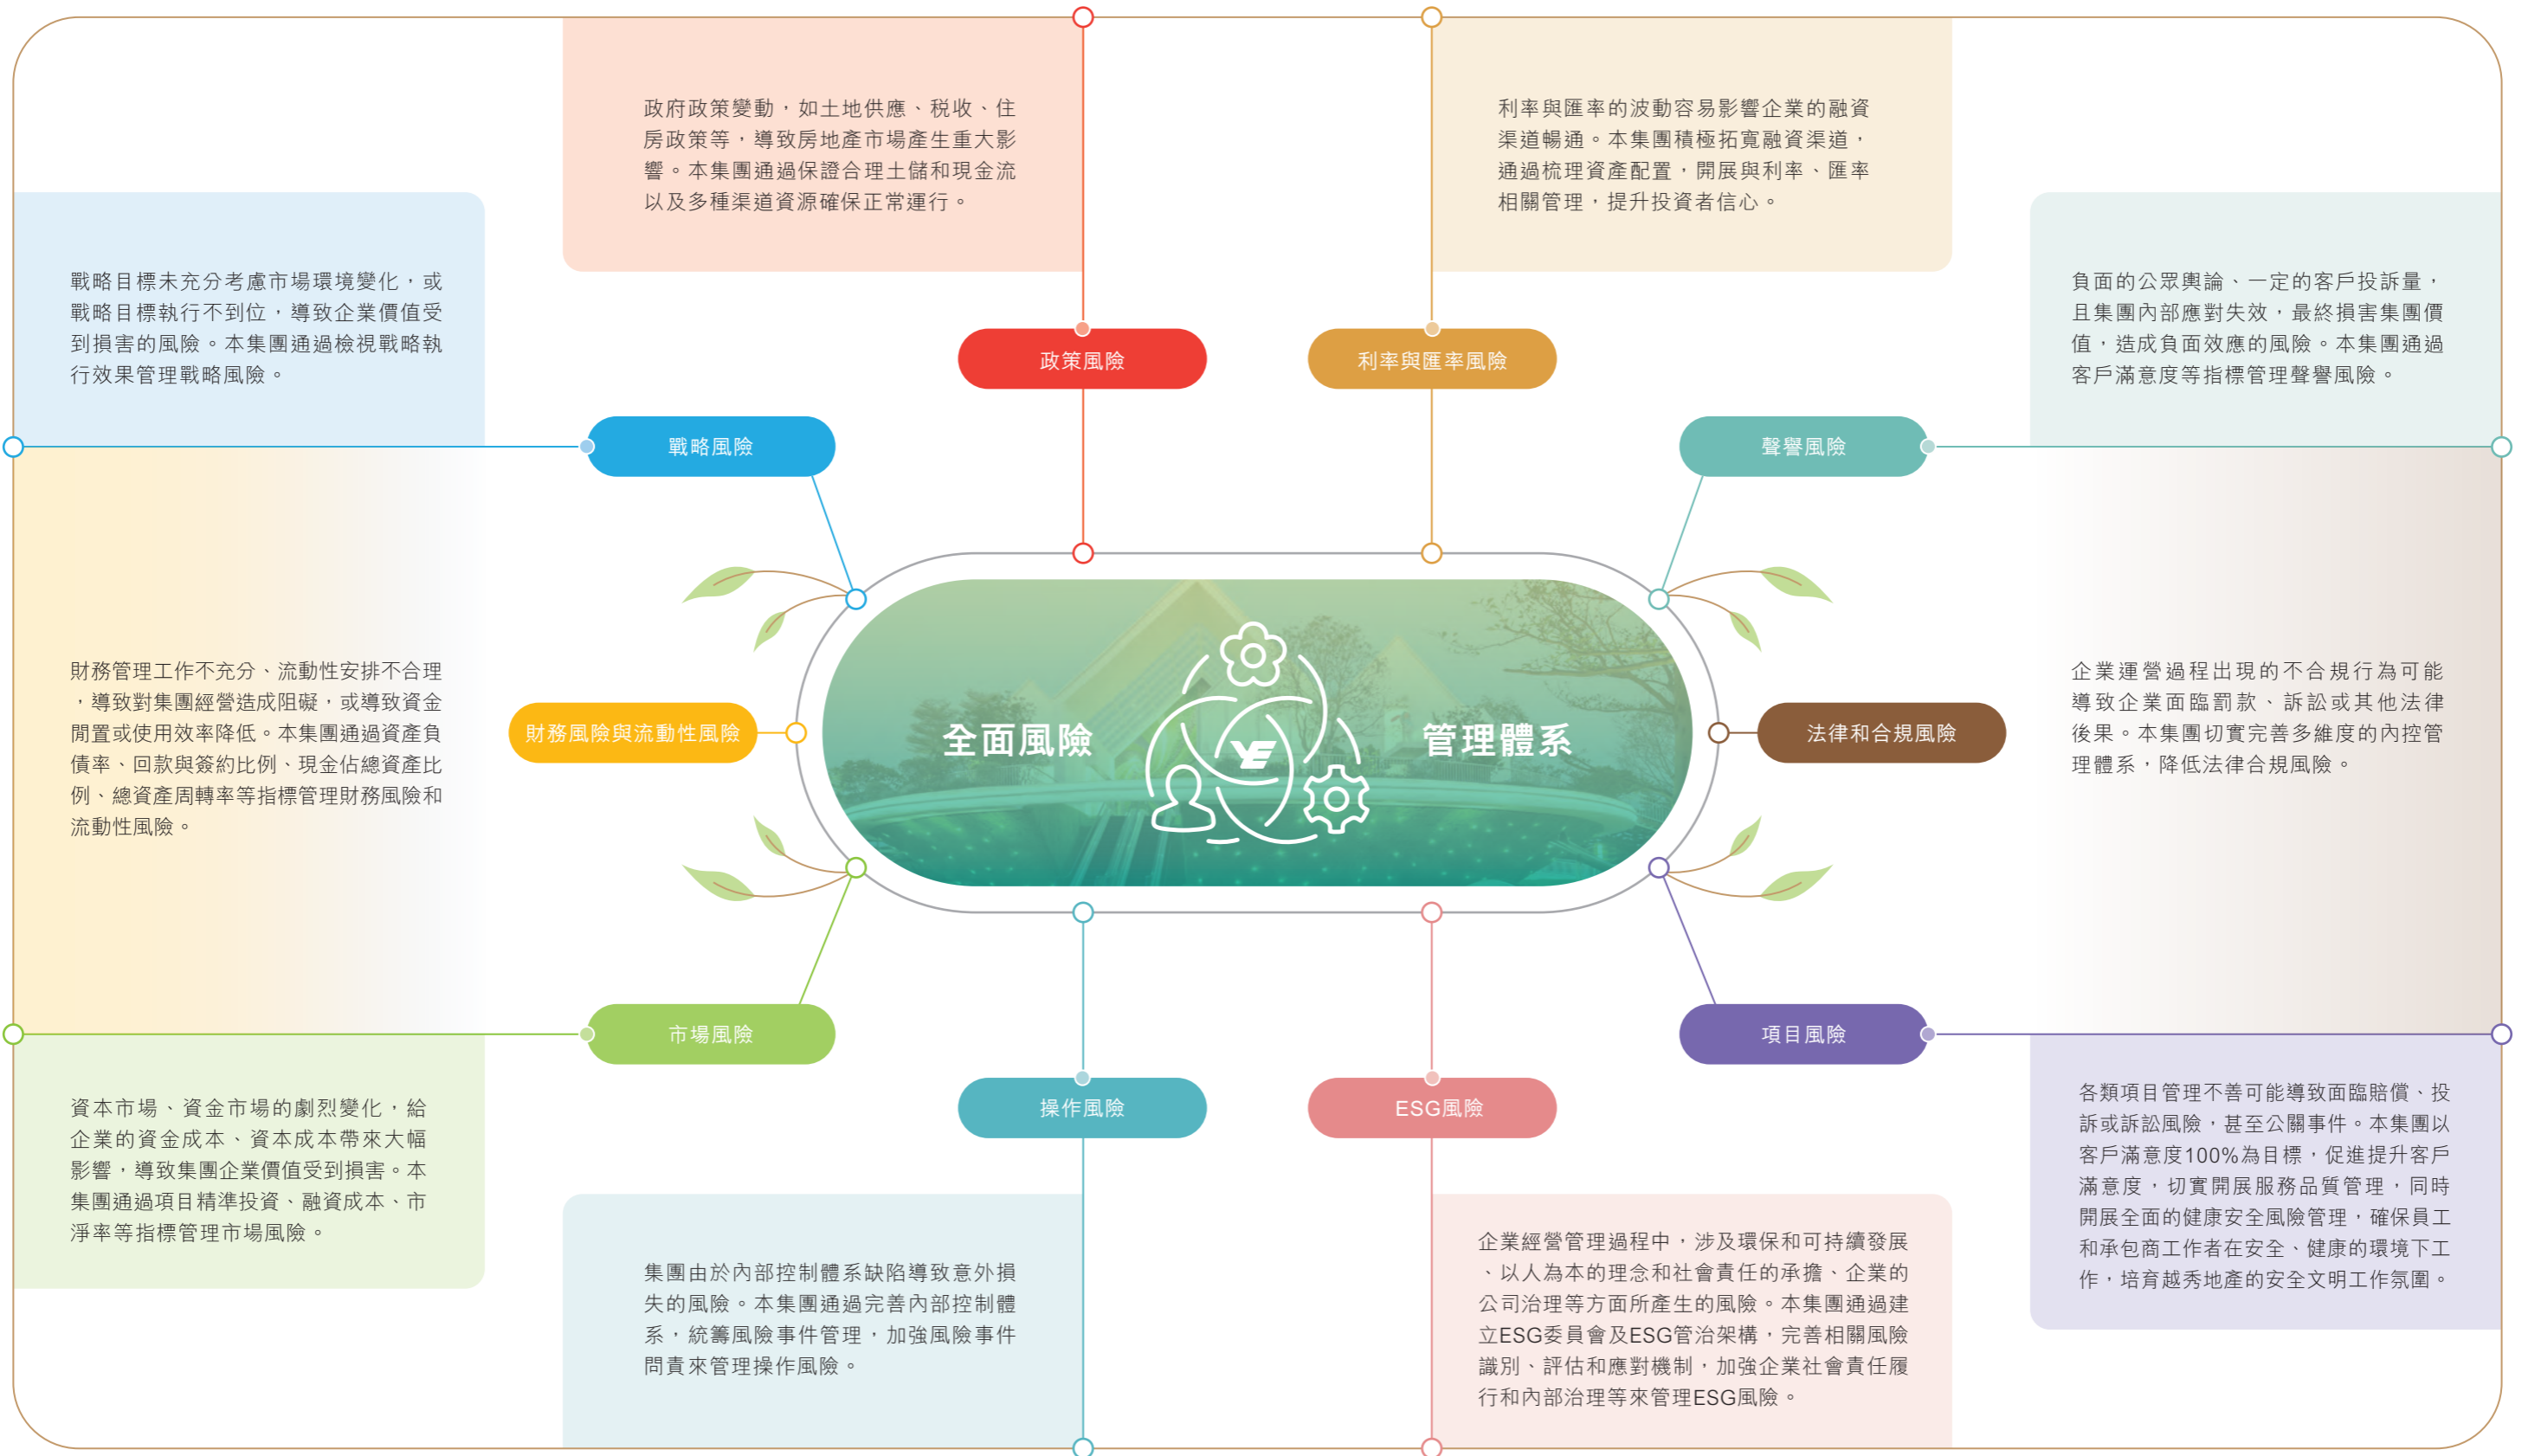 政府政策變動，如土地供應、税收、住
房政策等，導致房地產市場產生重大影
響。本集團通過保證合理土儲和現金流
以及多種渠道資源確保正常運行。
政策風險
利率與匯率的波動容易影響企業的融資
渠道暢通。本集團積極拓寬融資渠道，
通過梳理資產配置，開展與利率、匯率
相關管理，提升投資者信心。
利率與匯率風險
戰略目標未充分考慮市場環境變化，或
戰略目標執行不到位，導致企業價值受
到損害的風險。本集團通過檢視戰略執
行效果管理戰略風險。
戰略風險
負面的公眾輿論、一定的客戶投訴量，
且集團內部應對失效，最終損害集團價
值，造成負面效應的風險。本集團通過
客戶滿意度等指標管理聲譽風險。
聲譽風險
財務管理工作不充分、流動性安排不合理
，導致對集團經營造成阻礙，或導致資金
閒置或使用效率降低。本集團通過資產負
債率、回款與簽約比例、現金佔總資產比
例、總資產周轉率等指標管理財務風險和
流動性風險。
財務風險與流動性風險
全面風險
管理體系
法律和合規風險
企業運營過程出現的不合規行為可能
導致企業面臨罰款、訴訟或其他法律
後果。本集團切實完善多維度的內控管
理體系，降低法律合規風險。
市場風險
資本市場、資金市場的劇烈變化，給
企業的資金成本、資本成本帶來大幅
影響，導致集團企業價值受到損害。本
集團通過項目精準投資、融資成本、市
淨率等指標管理市場風險。
操作風險
集團由於內部控制體系缺陷導致意外損
失的風險。本集團通過完善內部控制體
系，統籌風險事件管理，加強風險事件
問責來管理操作風險。
ESG風險
企業經營管理過程中，涉及環保和可持續發展
、以人為本的理念和社會責任的承擔、企業的
公司治理等方面所產生的風險。本集團通過建
立ESG委員會及ESG管治架構，完善相關風險
識別、評估和應對機制，加強企業社會責任履
行和內部治理等來管理ESG風險。
項目風險
各類項目管理不善可能導致面臨賠償、投
訴或訴訟風險，甚至公關事件。本集團以
客戶滿意度100%為目標，促進提升客戶
滿意度，切實開展服務品質管理，同時
開展全面的健康安全風險管理，確保員工
和承包商工作者在安全、健康的環境下工
作，培育越秀地產的安全文明工作氛圍。